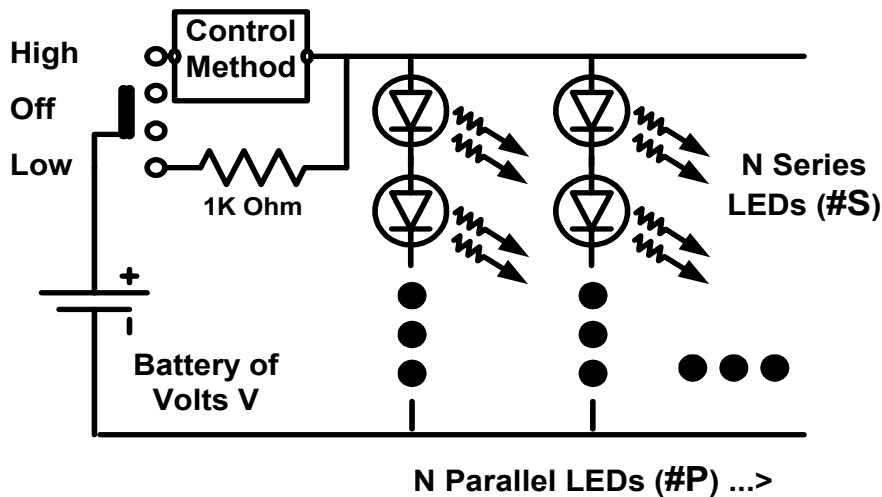 High
Off
Low
Control
Method
1K Ohm
N Series
LEDs (#S)
+
Battery of
Volts V
N Parallel LEDs (#P) ...>